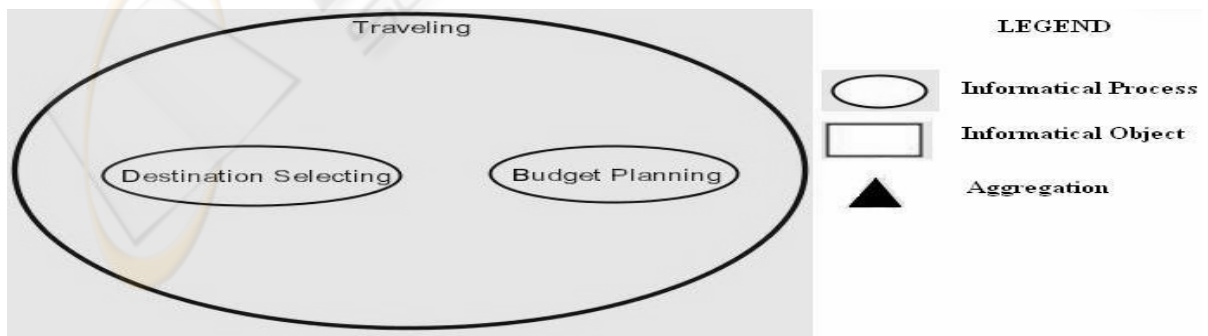 Traveling
Destination Selecting
Budget Planning
LEGEND
Informatical Process
Informatical Object
Aggregation